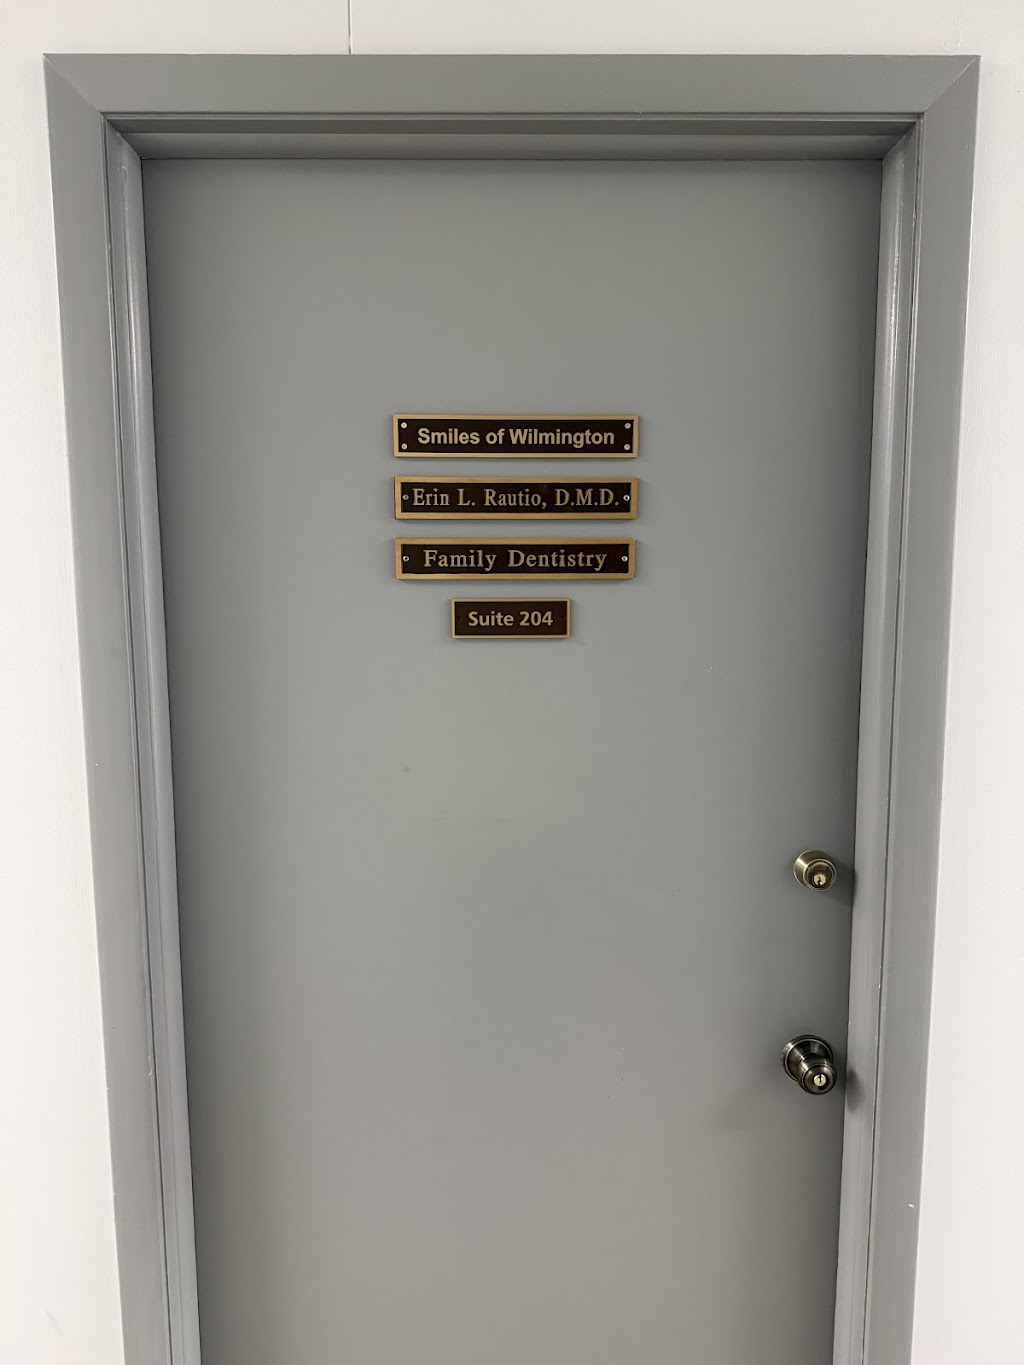 Smiles of Wilmington
Erin L. Rautio, D.M.D.
Family Dentistry
Suite 204